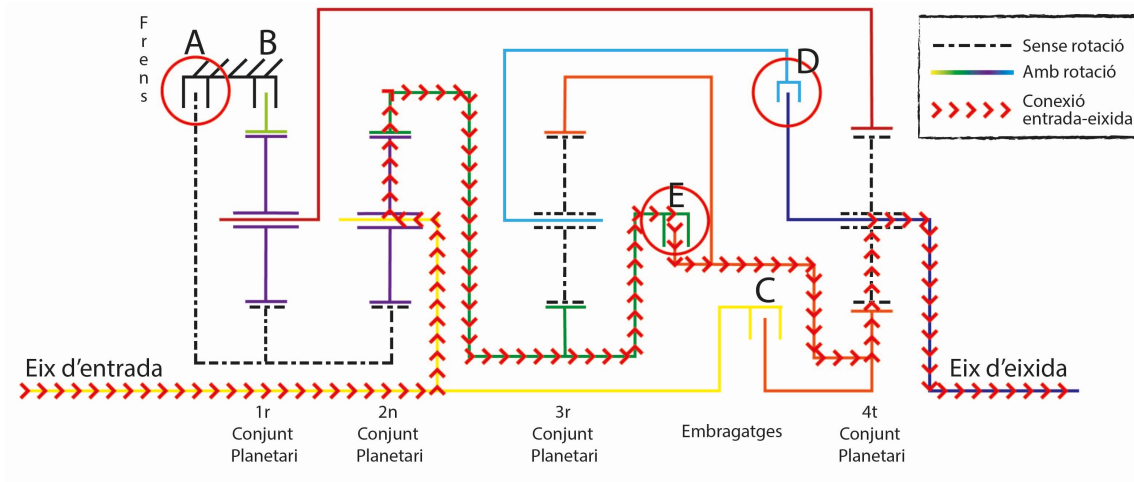 Frens
A
B
D
Sense rotació
Amb rotació
Conexió
entrada-eixida
E
C
Eix d’entrada
Eix d’eixida
1r
Conjunt
Planetari
2n
Conjunt
Planetari
3r
Conjunt
Planetari
Embragatges
4t
Conjunt
Planetari